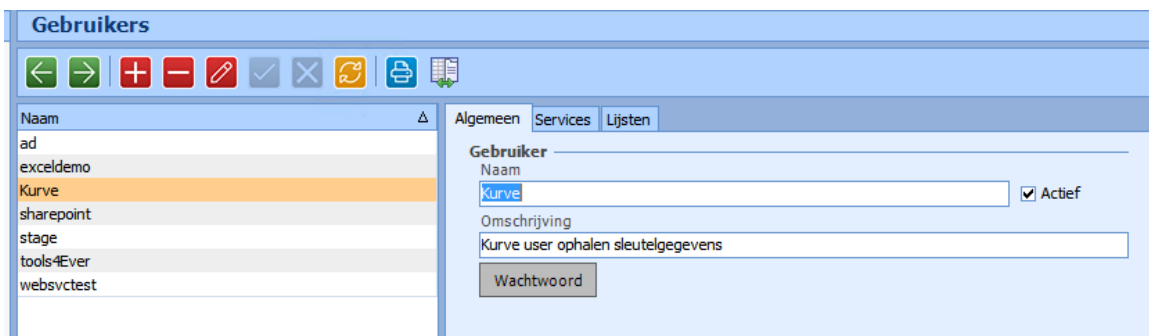 Gebruikers
Naam
ad
exceldemo
Kurve
sharepoint
stage
tools4Ever
websvctest
Algemeen Services Lijsten
Gebruiker
Naam
Kurve Actief
Omschrijving
Kurve user ophalen sleutelgegevens
Wachtwoord